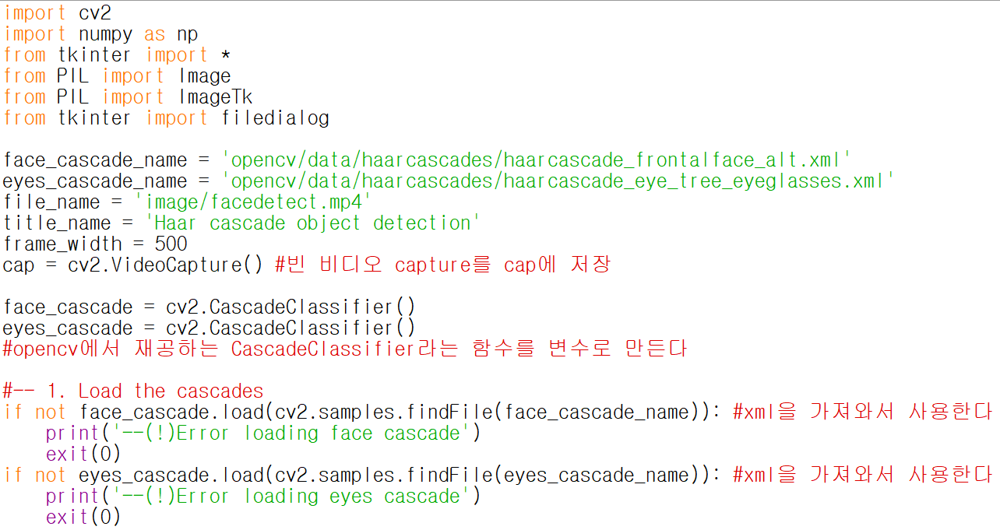 import cv2
import numpy as np
from tkinter import *
from PIL import Image
from PIL import ImageTk
from tkinter import filedialog

face_cascade_name = 'opencv/data/haarcascades/haarcascade_frontalface_alt.xml'
eyes_cascade_name = 'opencv/data/haarcascades/haarcascade_eye_tree_eyeglasses.xml'
file_name = 'image/facedetect.mp4'
title_name = 'Haar cascade object detection'
frame_width = 500
cap = cv2.VideoCapture() #빈 비디오 capture를 cap에 저장

face_cascade = cv2.CascadeClassifier()
eyes_cascade = cv2.CascadeClassifier()
#opencv에서 재공하는 CascadeClassifier라는 함수를 변수로 만든다

#-- 1. Load the cascades
if not face_cascade.load(cv2.samples.findFile(face_cascade_name)): #xml을 가져와서 사용한다
    print('--(!)Error loading face cascade')
    exit(0)
if not eyes_cascade.load(cv2.samples.findFile(eyes_cascade_name)): #xml을 가져와서 사용한다
    print('--(!)Error loading eyes cascade')
    exit(0)